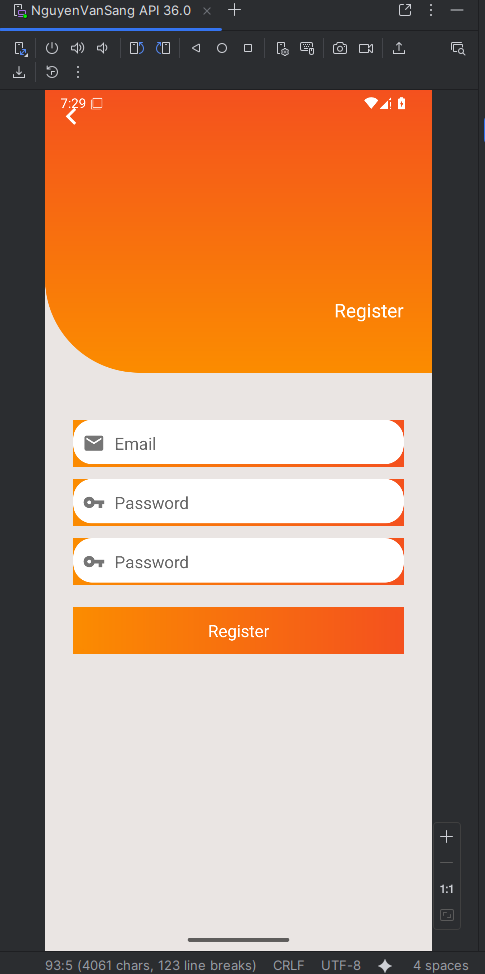 NguyenVanSang API 36.0
7:29
Register
Email
Password
Password
Register
1:1
93:5 (4061 chars, 123 line breaks) CRLF UTF-8 4 spaces